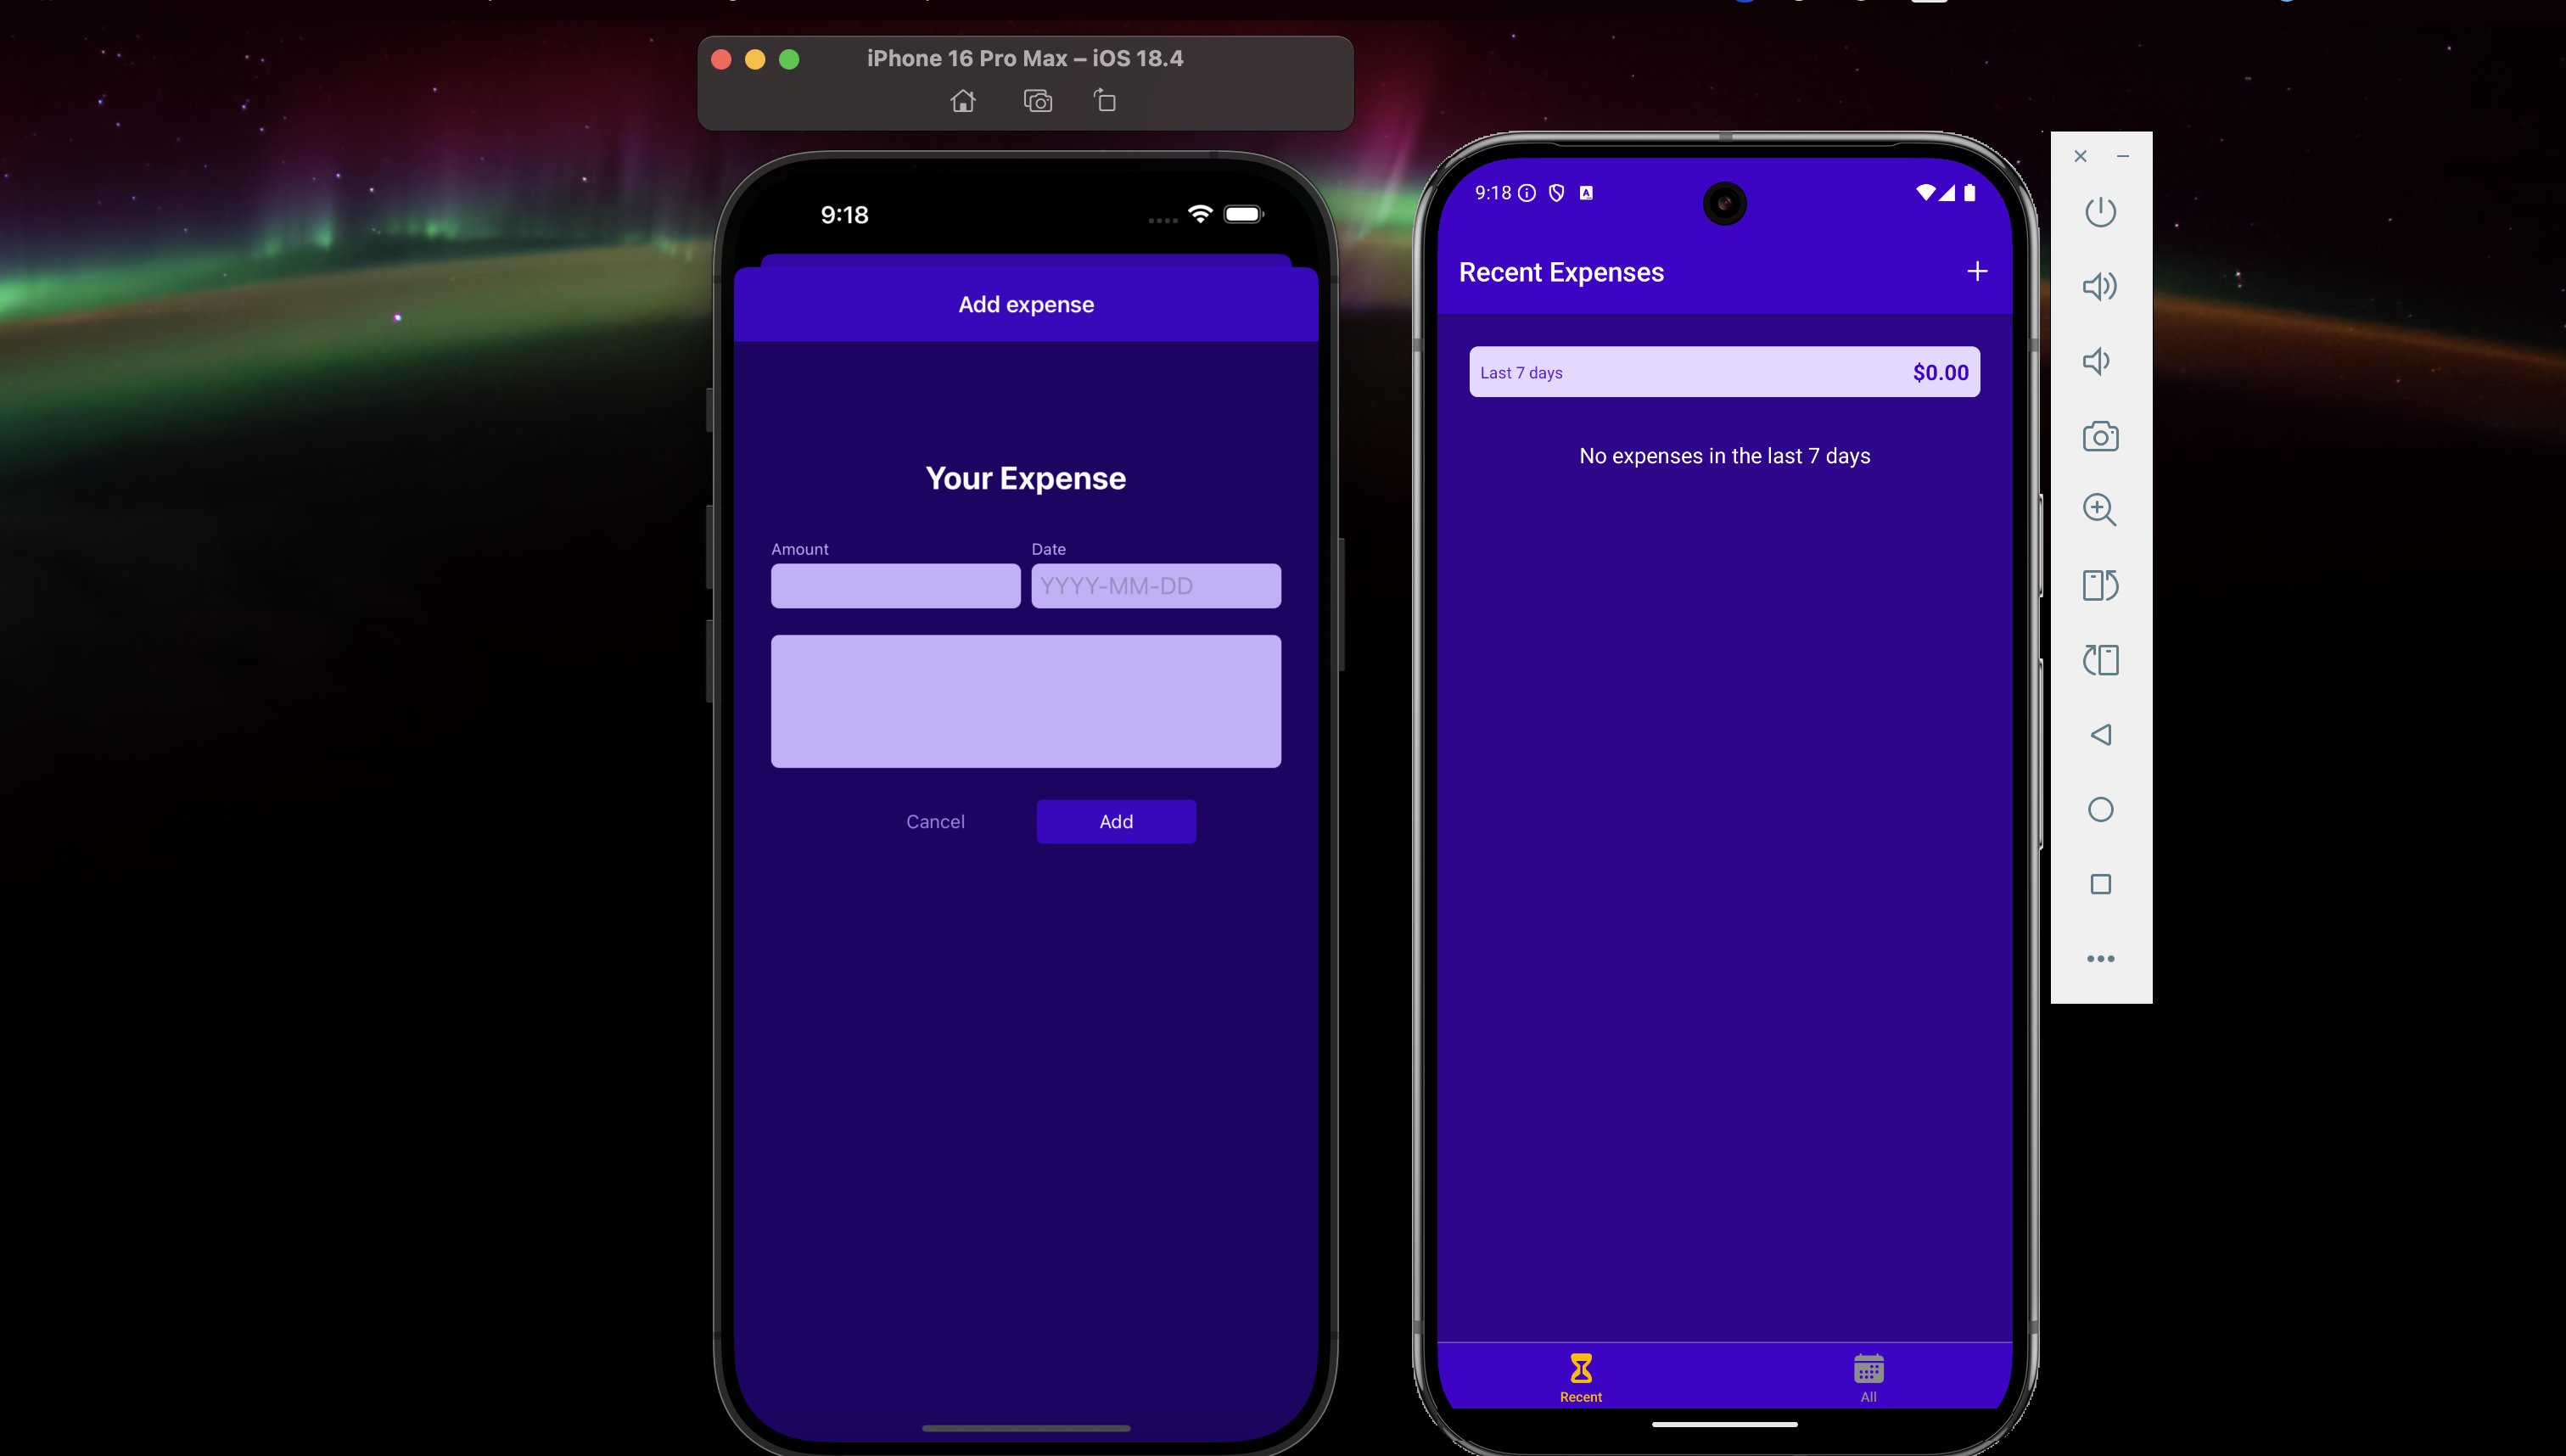 iPhone 16 Pro Max – iOS 18.4
9:18
Add expense
Your Expense
Amount
Date
YYYY-MM-DD
Cancel
Add
9:18
Recent Expenses
Last 7 days
$0.00
No expenses in the last 7 days
Recent
All